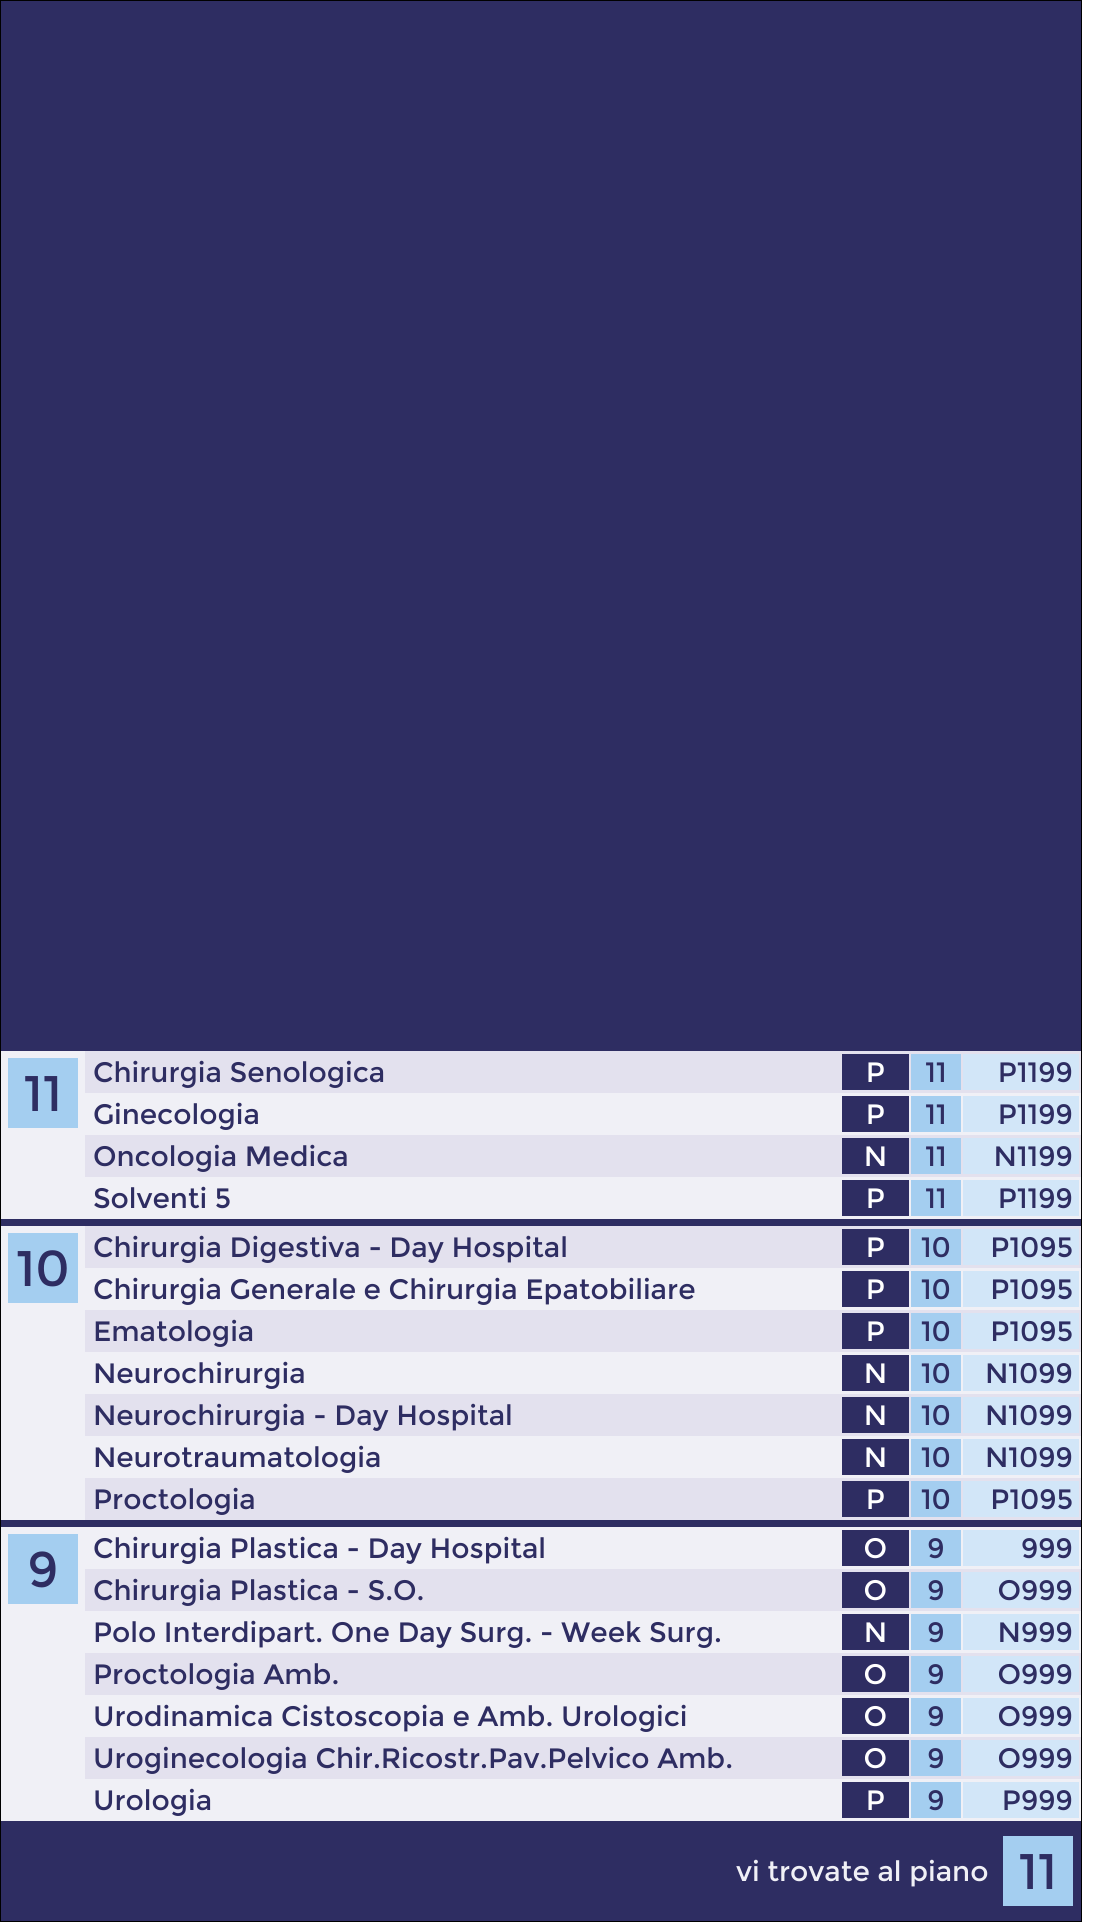 11 Chirurgia Senologica P 11 P1199
Ginecologia P 11 P1199
Oncologia Medica N 11 N1199
Solventi 5 P 11 P1199
10 Chirurgia Digestiva - Day Hospital P 10 P1095
Chirurgia Generale e Chirurgia Epatobiliare P 10 P1095
Ematologia P 10 P1095
Neurochirurgia N 10 N1099
Neurochirurgia - Day Hospital N 10 N1099
Neurotraumatologia N 10 N1099
Proctologia P 10 P1095
9 Chirurgia Plastica - Day Hospital O 9 999
Chirurgia Plastica - S.O. O 9 O999
Polo Interdipart. One Day Surg. - Week Surg. N 9 N999
Proctologia Amb. O 9 O999
Urodinamica Cistoscopia e Amb. Urologici O 9 O999
Uroginecologia Chir.Ricostr.Pav.Pelvico Amb. O 9 O999
Urologia P 9 P999
vi trovate al piano 11